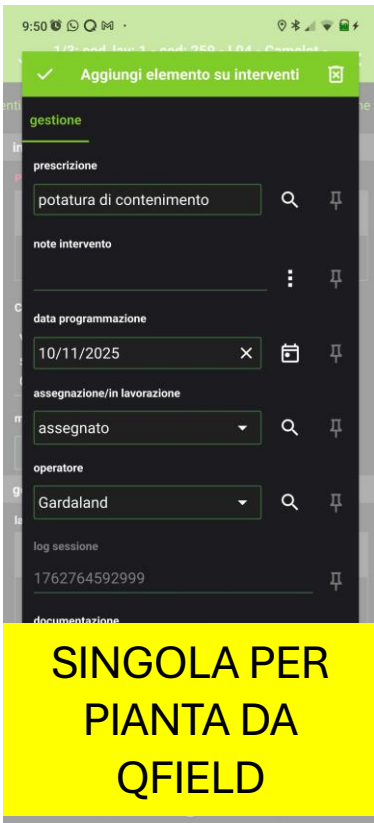 9:50
1/3: cod_lav: 1 - cod: 259 - L04 - Camelot -
Aggiungi elemento su interventi
gestione
prescrizione
potatura di contenimento
note intervento
data programmazione
10/11/2025
assegnazione/in lavorazione
assegnato
operatore
Gardaland
log sessione
1762764592999
documentazione
SINGOLA PER
PIANTA DA
QFIELD